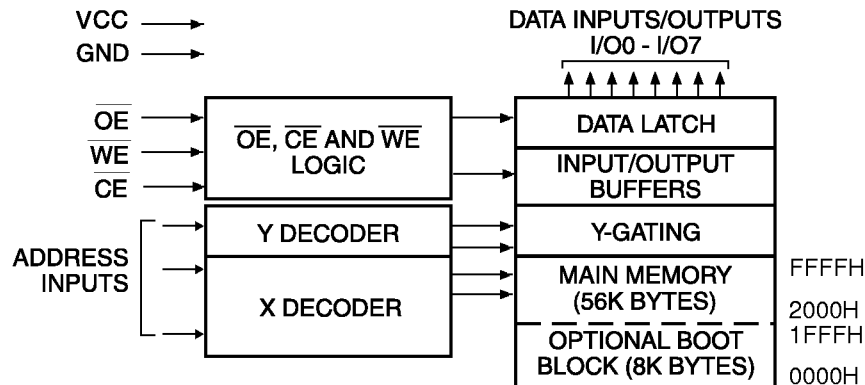 VCC
GND
DATA INPUTS/OUTPUTS
I/O0 - I/O7
OE
WE
CE
OE, CE AND WE
LOGIC
DATA LATCH
INPUT/OUTPUT
BUFFERS
ADDRESS
INPUTS
Y DECODER
X DECODER
Y-GATING
MAIN MEMORY
(56K BYTES)
OPTIONAL BOOT
BLOCK (8K BYTES)
FFFFH
2000H
1FFFH
0000H